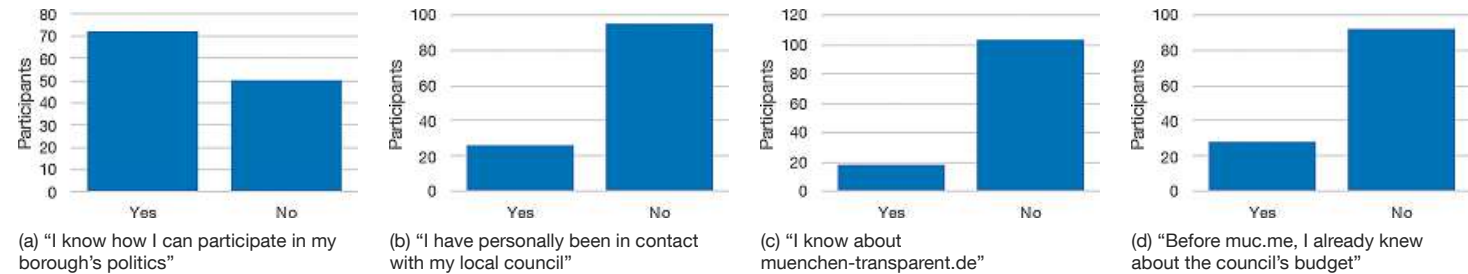 80
70
60
50
40
30
20
10
0
Participants
Yes No
(a) “I know how I can participate in my
borough’s politics”
100
80
60
40
20
0
Participants
Yes No
(b) “I have personally been in contact
with my local council”
120
100
80
60
40
20
0
Participants
Yes No
(c) “I know about
muenchen-transparent.de”
100
80
60
40
20
0
Participants
Yes No
(d) “Before muc.me, I already knew
about the council’s budget”